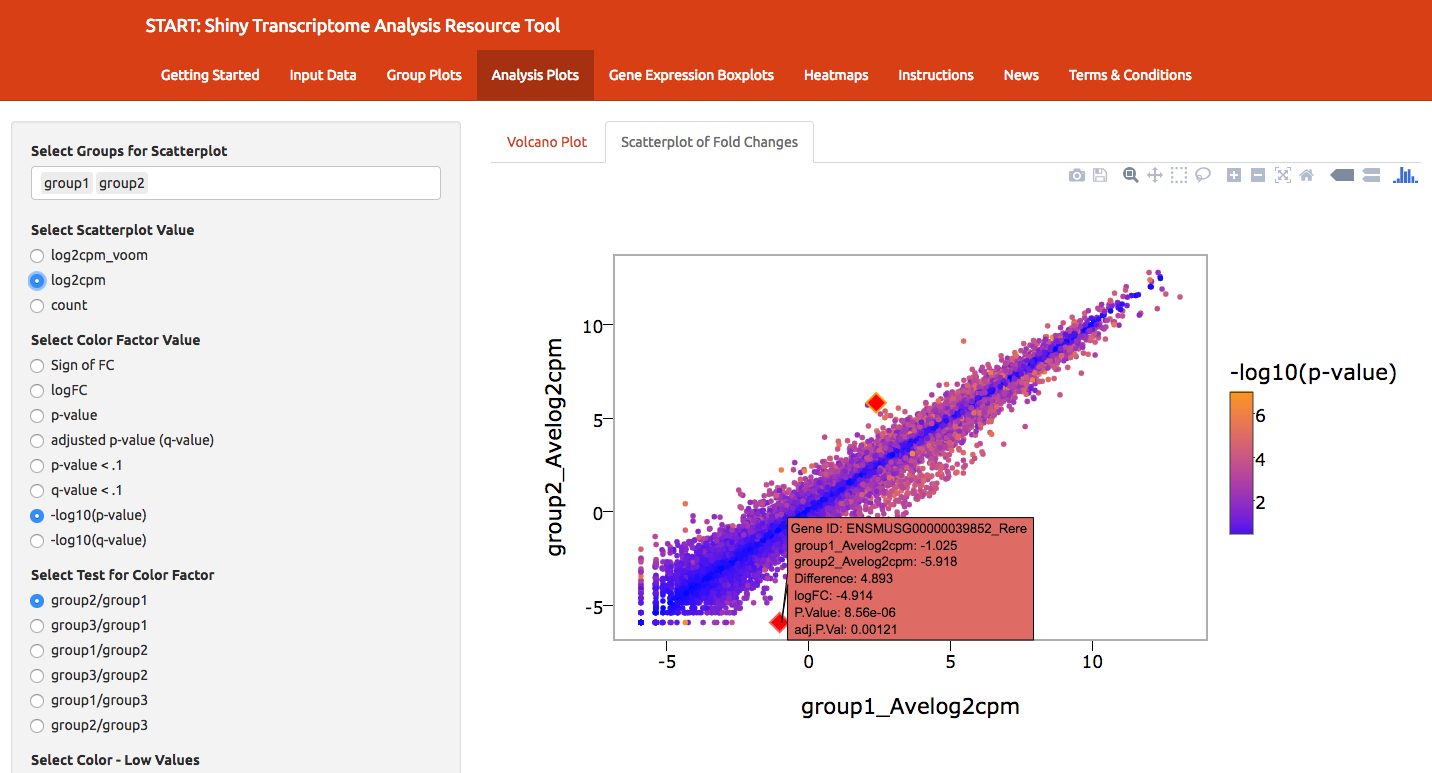 START: Shiny Transcriptome Analysis Resource Tool
Getting Started Input Data Group Plots Analysis Plots Gene Expression Boxplots Heatmaps Instructions News Terms & Conditions
Select Groups for Scatterplot
group1 group2
Select Scatterplot Value
log2cpm_voom
log2cpm
count
Select Color Factor Value
Sign of FC
logFC
p-value
adjusted p-value (q-value)
p-value < .1
q-value < .1
-log10(p-value)
-log10(q-value)
Select Test for Color Factor
group2/group1
group3/group1
group1/group2
group3/group2
group1/group3
group2/group3
Select Color - Low Values
Volcano Plot Scatterplot of Fold Changes
group2_Avelog2cpm
10
5
0
-5
Gene ID: ENSMUSG00000039852_Rere
group1_Avelog2cpm: -1.025
group2_Avelog2cpm: -5.918
Difference: 4.893
logFC: -4.914
P.Value: 8.56e-06
adj.P.Val: 0.00121
-5 0 5 10
group1_Avelog2cpm
-log10(p-value)
6
4
2